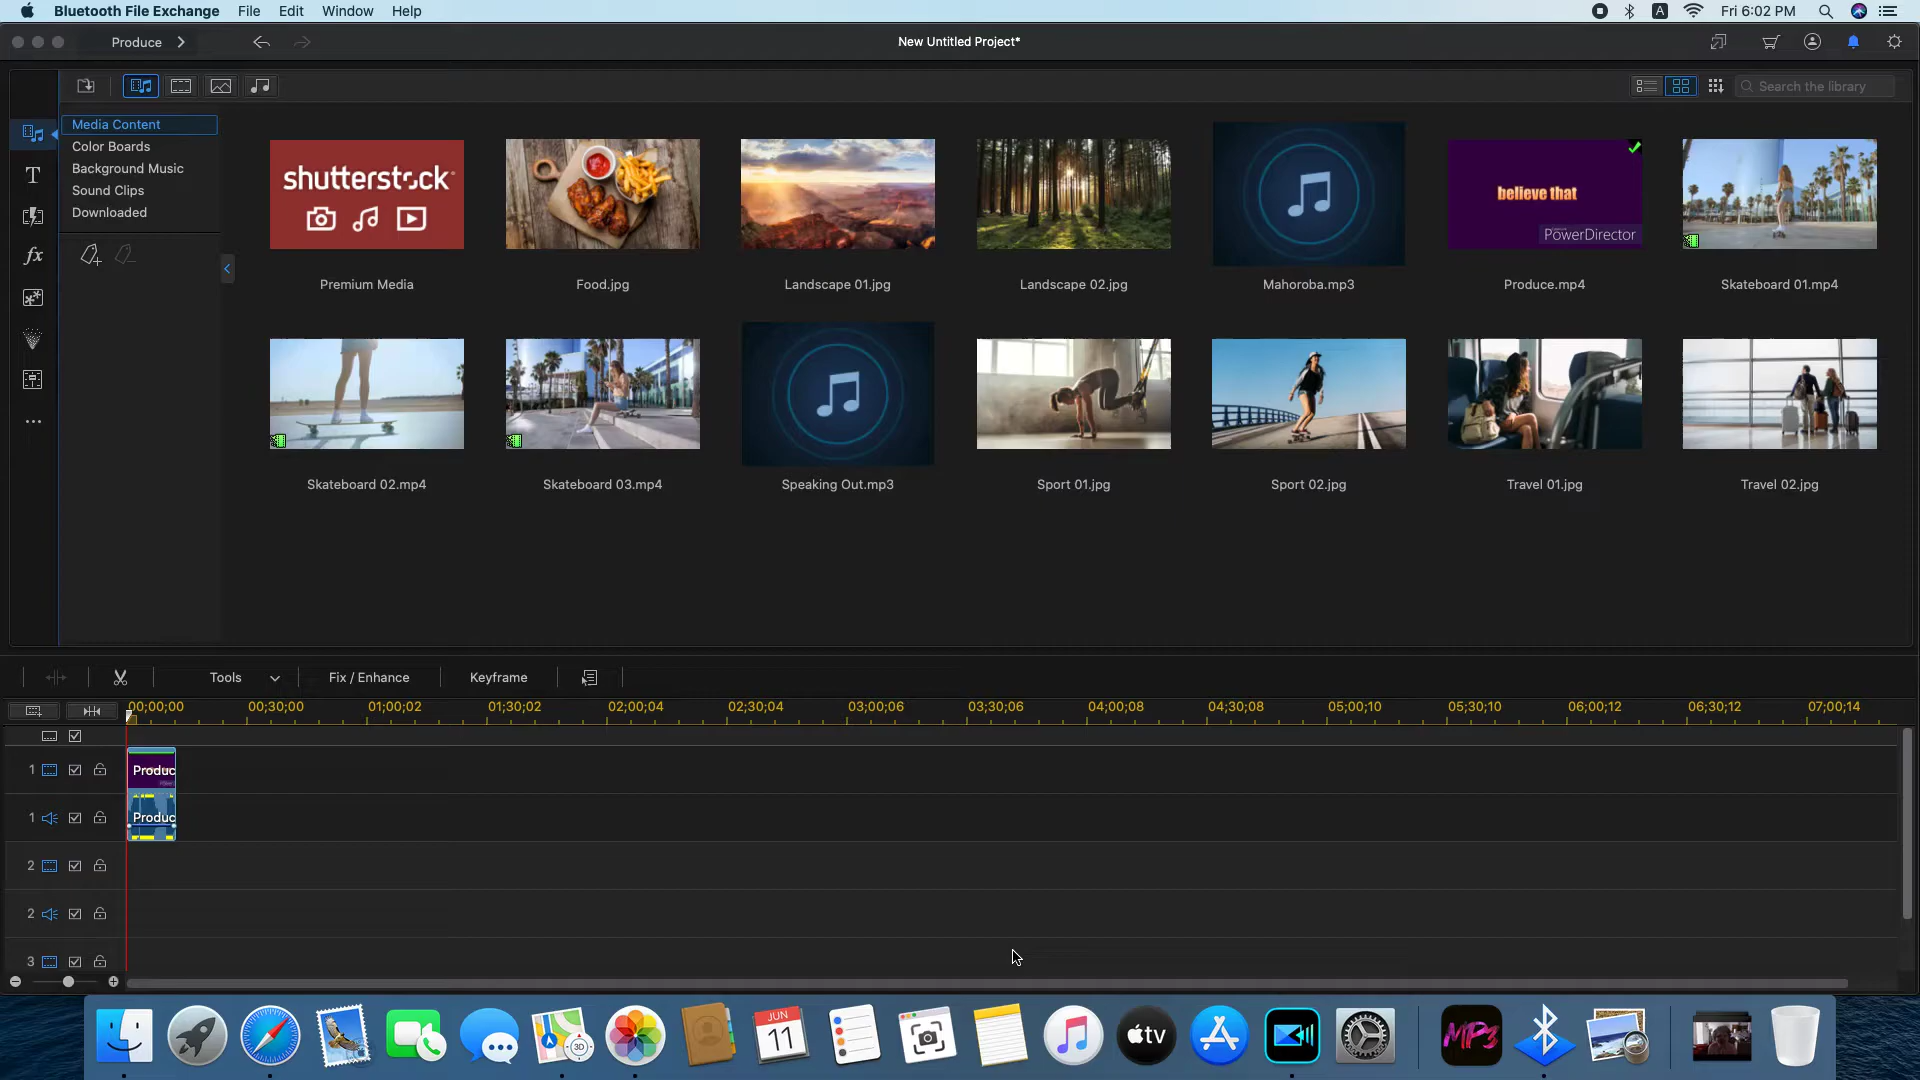 Bluetooth File Exchange File Edit Window Help
A Fri 6:02 PM
Produce
New Untitled Project*
Search the library
Media Content
Color Boards
Background Music
Sound Clips
Downloaded
T
fx
shutterstock
believe that
PowerDirector
Premium Media
Food.jpg
Landscape 01.jpg
Landscape 02.jpg
Mahoroba.mp3
Produce.mp4
Skateboard 01.mp4
Skateboard 02.mp4
Skateboard 03.mp4
Speaking Out.mp3
Sport 01.jpg
Sport 02.jpg
Travel 01.jpg
Travel 02.jpg
Tools
Fix / Enhance
Keyframe
00;00;00 00;30;00 01;00;02 01;30;02 02;00;04 02;30;04 03;00;06 03;30;06 04;00;08 04;30;08 05;00;10 05;30;10 06;00;12 06;30;12 07;00;14
1 Produc
1 Produc
2
2
3
3D
JUN
11
tv
MP3